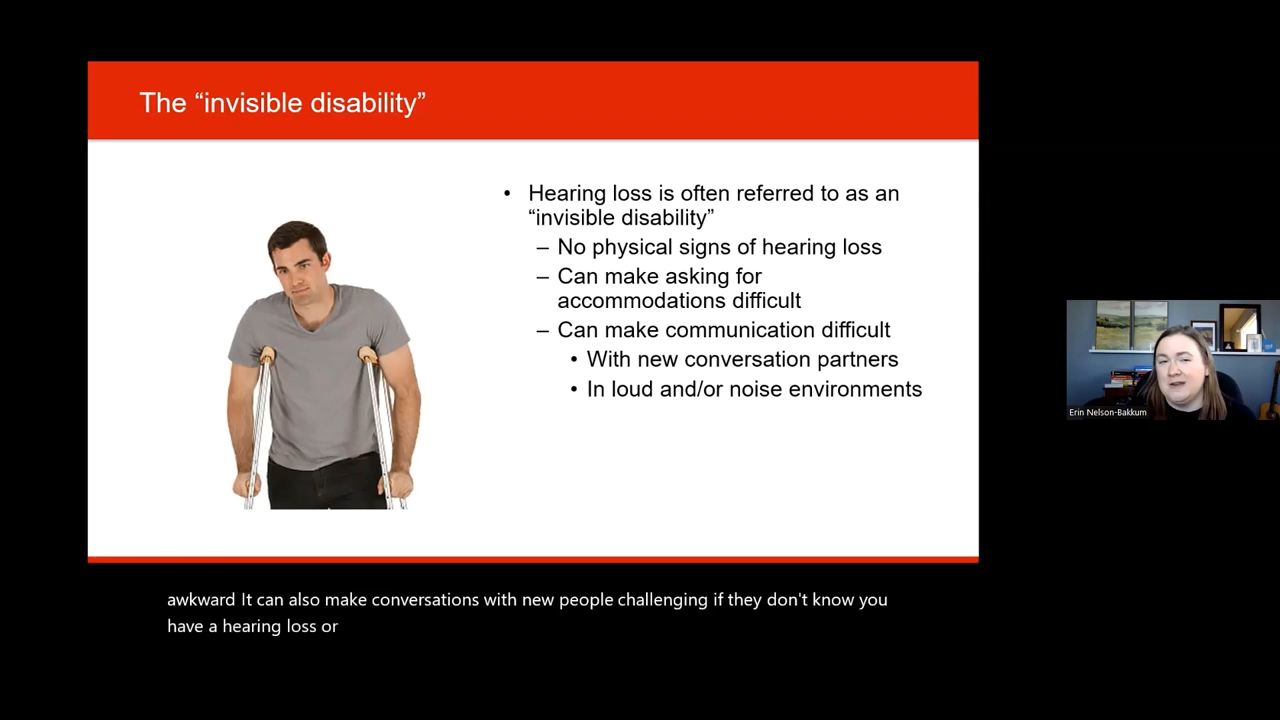 The “invisible disability”
• Hearing loss is often referred to as an
“invisible disability”
– No physical signs of hearing loss
– Can make asking for
accommodations difficult
– Can make communication difficult
• With new conversation partners
• In loud and/or noise environments
Erin Nelson-Bakkum
awkward It can also make conversations with new people challenging if they don't know you
have a hearing loss or